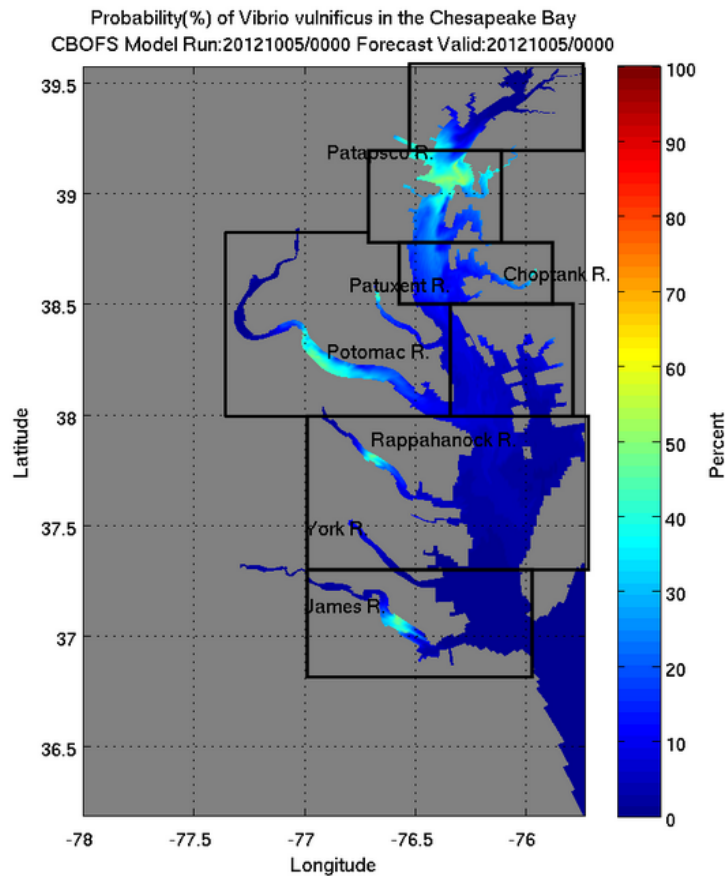 Probability(%) of Vibrio vulnificus in the Chesapeake Bay
CBOFS Model Run:20121005/0000 Forecast Valid:20121005/0000
39.5
39
38.5
38
37.5
37
36.5
Latitude
Patapsco R.
Choptank R.
Patuxent R.
Potomac R.
Rappahanock R.
York R.
James R.
-78
-77.5
-77
-76.5
-76
Longitude
100
90
80
70
60
50
40
30
20
10
0
Percent